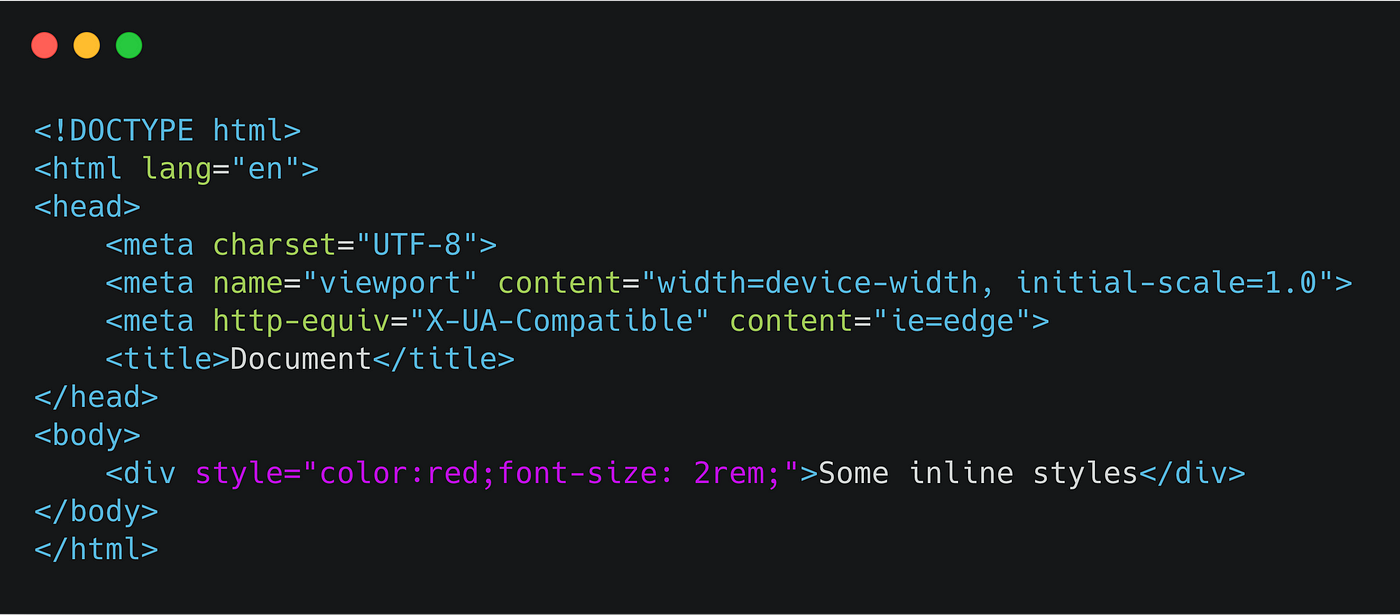 <!DOCTYPE html>
<html lang="en">
<head>
    <meta charset="UTF-8">
    <meta name="viewport" content="width=device-width, initial-scale=1.0">
    <meta http-equiv="X-UA-Compatible" content="ie=edge">
    <title>Document</title>
</head>
<body>
    <div style="color:red;font-size: 2rem;">Some inline styles</div>
</body>
</html>